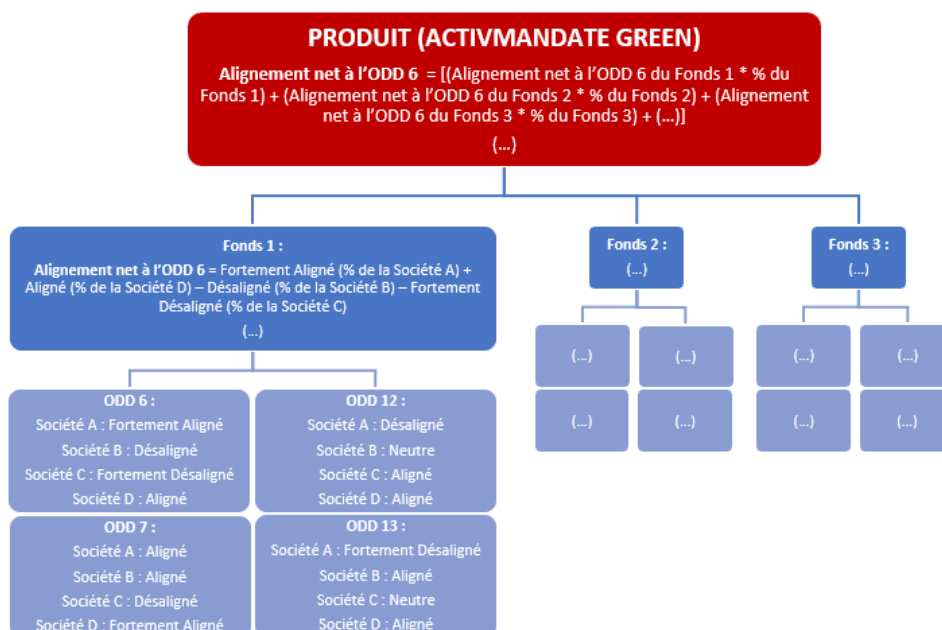 PRODUIT (ACTIVMANDATE GREEN)
Alignement net à l’ODD 6 = [(Alignement net à l’ODD 6 du Fonds 1 * % du
Fonds 1) + (Alignement net à l’ODD 6 du Fonds 2 * % du Fonds 2) + (Alignement
net à l’ODD 6 du Fonds 3 * % du Fonds 3) + (...)]
(...)
Fonds 1 :
Alignement net à l’ODD 6 = Fortement Aligné (% de la Société A) +
Aligné (% de la Société D) – Désaligné (% de la Société B) – Fortement
Désaligné (% de la Société C)
(...)
Fonds 2 :
(...)
Fonds 3 :
(...)
ODD 6 :
Société A : Fortement Aligné
Société B : Désaligné
Société C : Fortement Désaligné
Société D : Aligné
ODD 12 :
Société A : Désaligné
Société B : Neutre
Société C : Aligné
Société D : Aligné
ODD 7 :
Société A : Aligné
Société B : Aligné
Société C : Désaligné
Société D : Fortement Aligné
ODD 13 :
Société A : Fortement Désaligné
Société B : Aligné
Société C : Neutre
Société D : Aligné
(...)
(...)
(...)
(...)
(...)
(...)
(...)
(...)